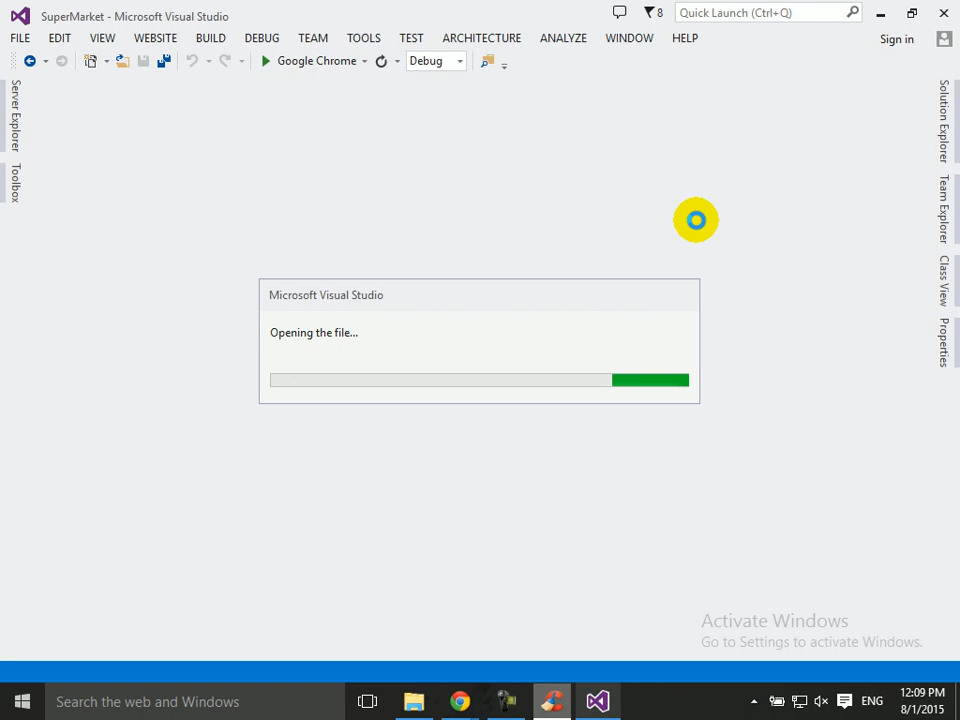 SuperMarket - Microsoft Visual Studio
8
Quick Launch (Ctrl+Q)
FILE EDIT VIEW WEBSITE BUILD DEBUG TEAM TOOLS TEST ARCHITECTURE ANALYZE WINDOW HELP
Sign in
Google Chrome
Debug
Server Explorer
Toolbox
Solution Explorer
Team Explorer
Class View
Properties
Microsoft Visual Studio
Opening the file...
Activate Windows
Go to Settings to activate Windows.
Search the web and Windows
ENG
12:09 PM
8/1/2015